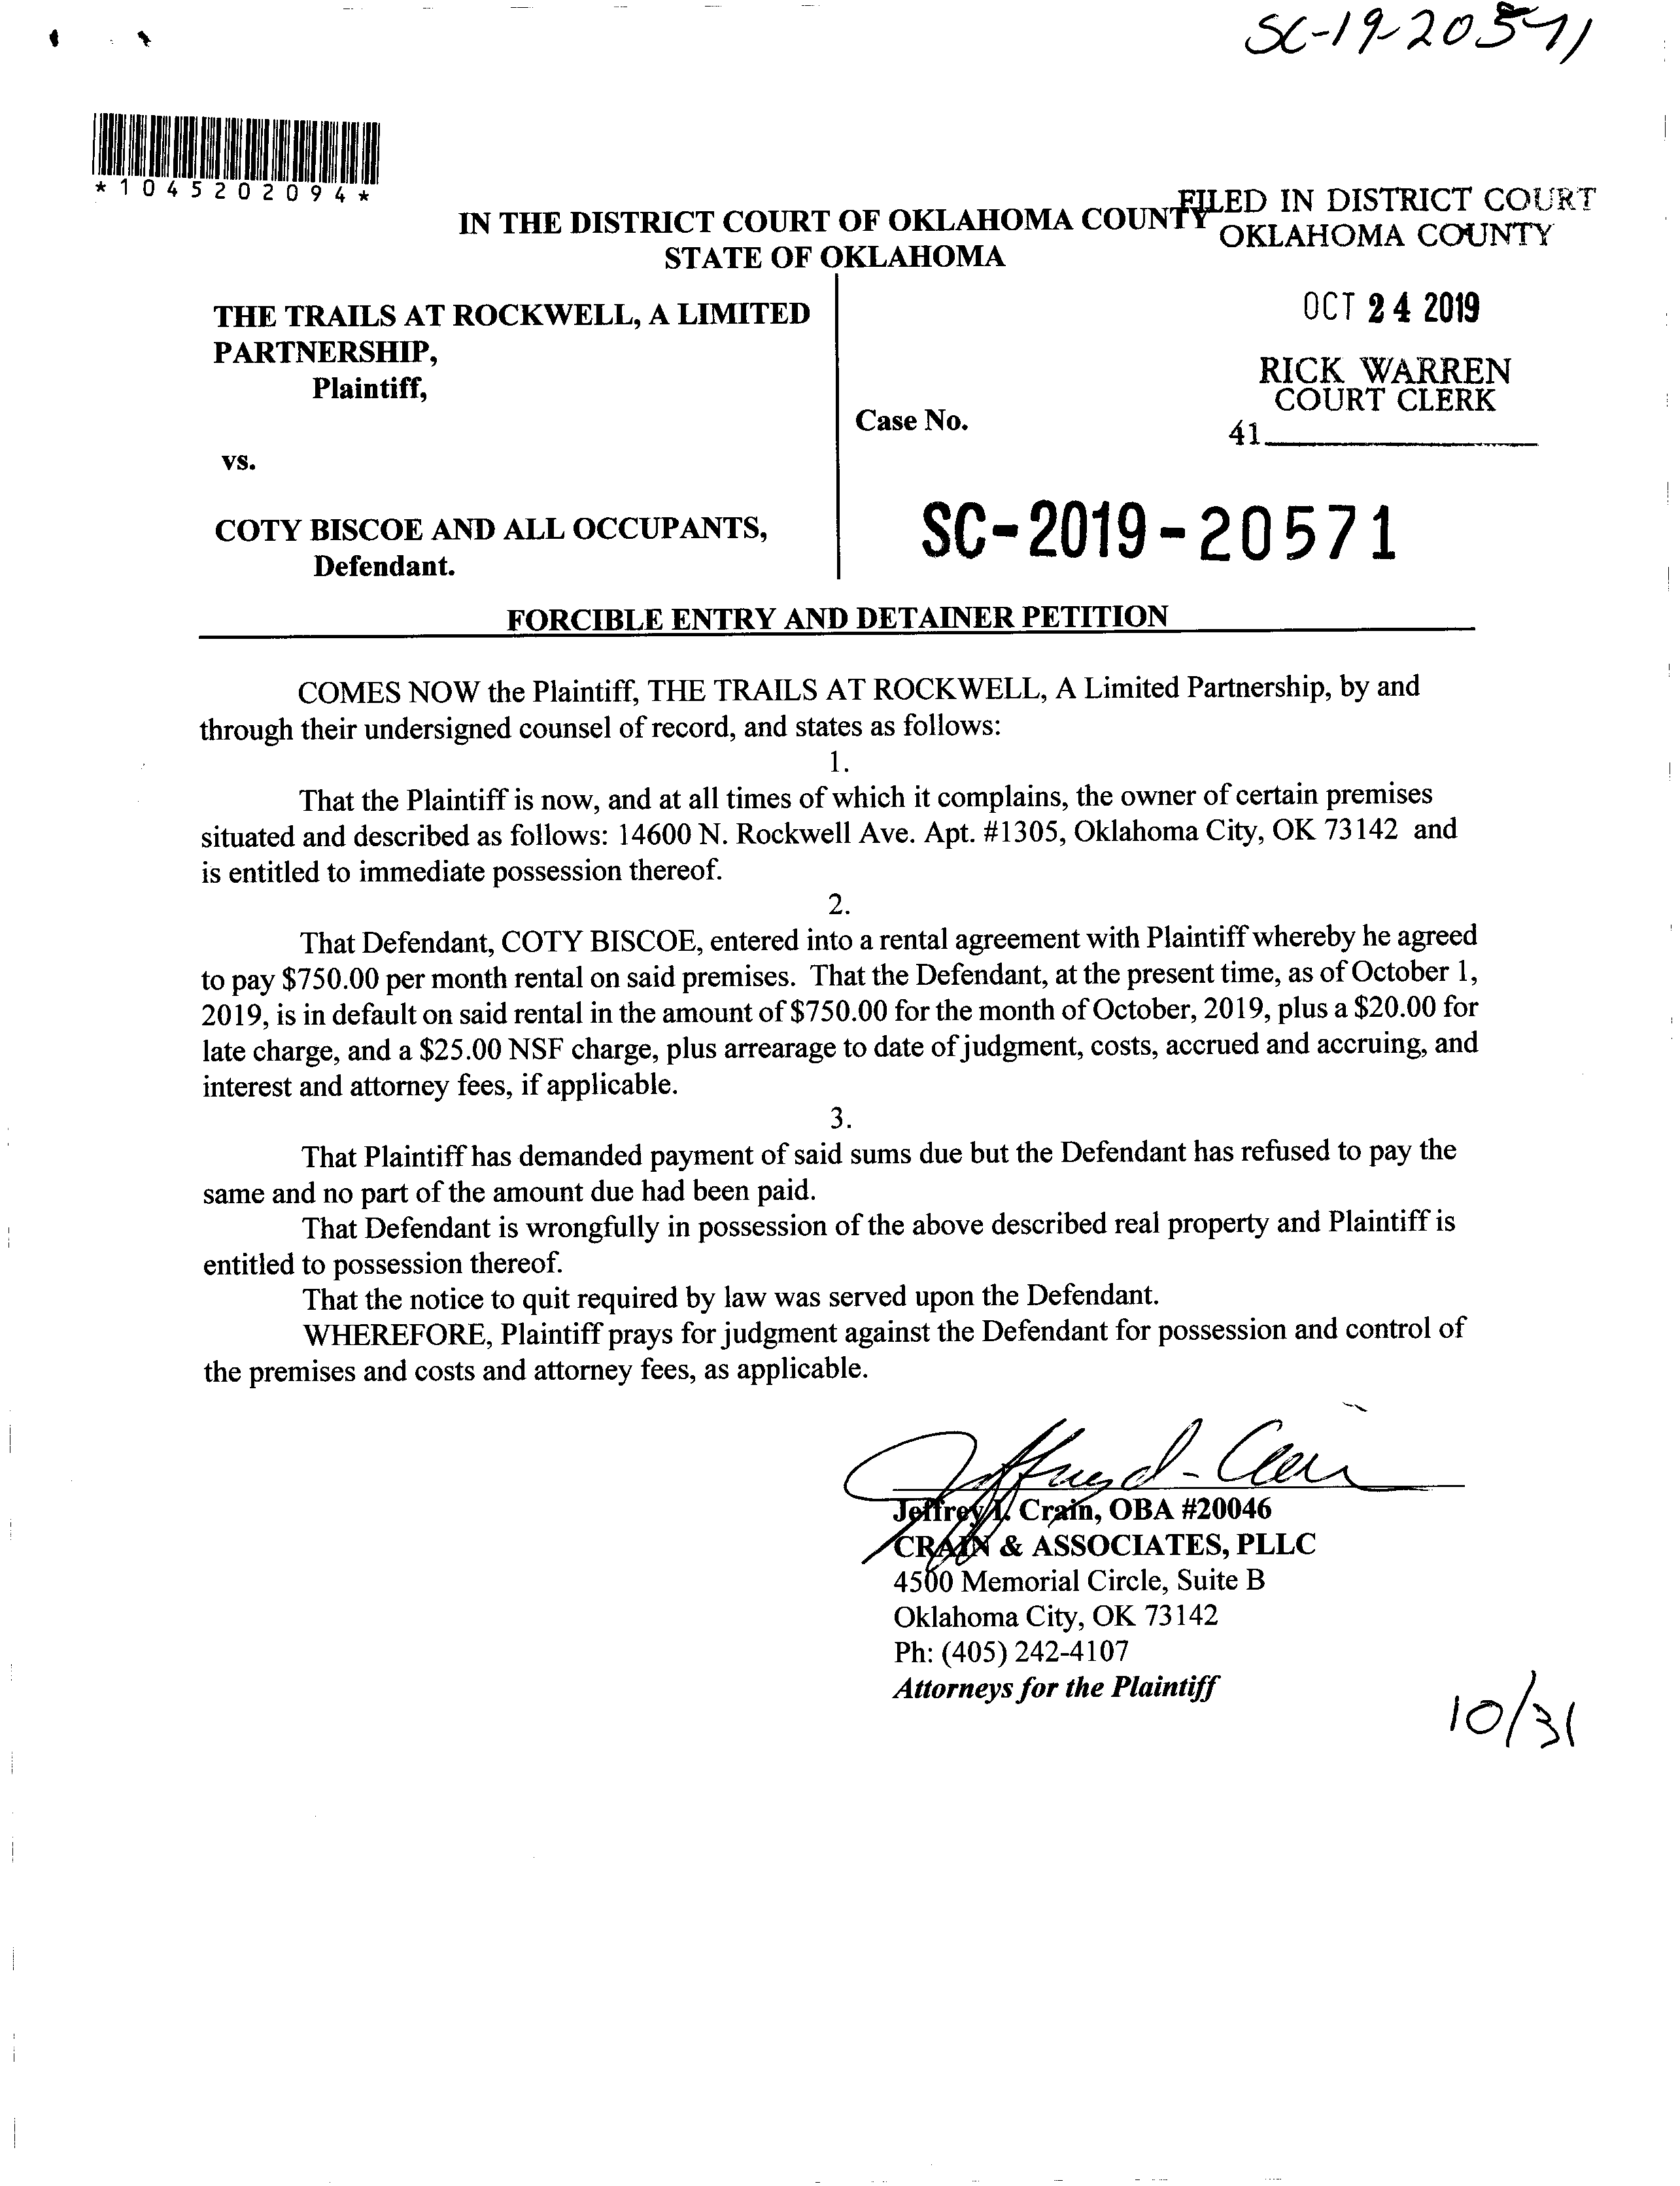 SC-19-20571
*1045202094*
FILED IN DISTRICT COURT
OKLAHOMA COUNTY
IN THE DISTRICT COURT OF OKLAHOMA COUNTY
STATE OF OKLAHOMA
OCT 24 2019
RICK WARREN
COURT CLERK
41
THE TRAILS AT ROCKWELL, A LIMITED
PARTNERSHIP,
Plaintiff,
Case No.
vs.
SC-2019-20571
COTY BISCOE AND ALL OCCUPANTS,
Defendant.
FORCIBLE ENTRY AND DETAINER PETITION
COMES NOW the Plaintiff, THE TRAILS AT ROCKWELL, A Limited Partnership, by and
through their undersigned counsel of record, and states as follows:
1.
That the Plaintiff is now, and at all times of which it complains, the owner of certain premises
situated and described as follows: 14600 N. Rockwell Ave. Apt. #1305, Oklahoma City, OK 73142 and
is entitled to immediate possession thereof.
2.
That Defendant, COTY BISCOE, entered into a rental agreement with Plaintiff whereby he agreed
to pay $750.00 per month rental on said premises. That the Defendant, at the present time, as of October 1,
2019, is in default on said rental in the amount of $750.00 for the month of October, 2019, plus a $20.00 for
late charge, and a $25.00 NSF charge, plus arrearage to date of judgment, costs, accrued and accruing, and
interest and attorney fees, if applicable.
3.
That Plaintiff has demanded payment of said sums due but the Defendant has refused to pay the
same and no part of the amount due had been paid.
That Defendant is wrongfully in possession of the above described real property and Plaintiff is
entitled to possession thereof.
That the notice to quit required by law was served upon the Defendant.
WHEREFORE, Plaintiff prays for judgment against the Defendant for possession and control of
the premises and costs and attorney fees, as applicable.
Jeffrey I. Crain, OBA #20046
CRAIN & ASSOCIATES, PLLC
4500 Memorial Circle, Suite B
Oklahoma City, OK 73142
Ph: (405) 242-4107
Attorneys for the Plaintiff
10/31